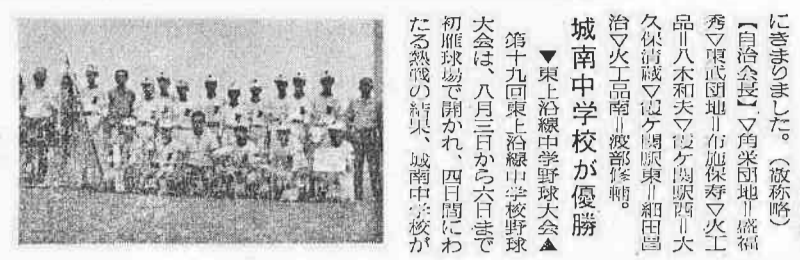 にきまりました。（敬称略）
【自治会長】▽角栄団地＝盛福
秀▽東武団地＝布施保寿▽火工
品＝八木和夫▽霞ケ関駅西＝大
久保清蔵▽霞ケ関駅東＝細田昌
治▽火工品南＝渡部修輔。
城南中学校が優勝
▼東上沿線中学野球大会▲
第十九回東上沿線中学校野球
大会は、八月三日から六日まで
初雁球場で開かれ、四日間にわ
たる熱戦の結果、城南中学校が